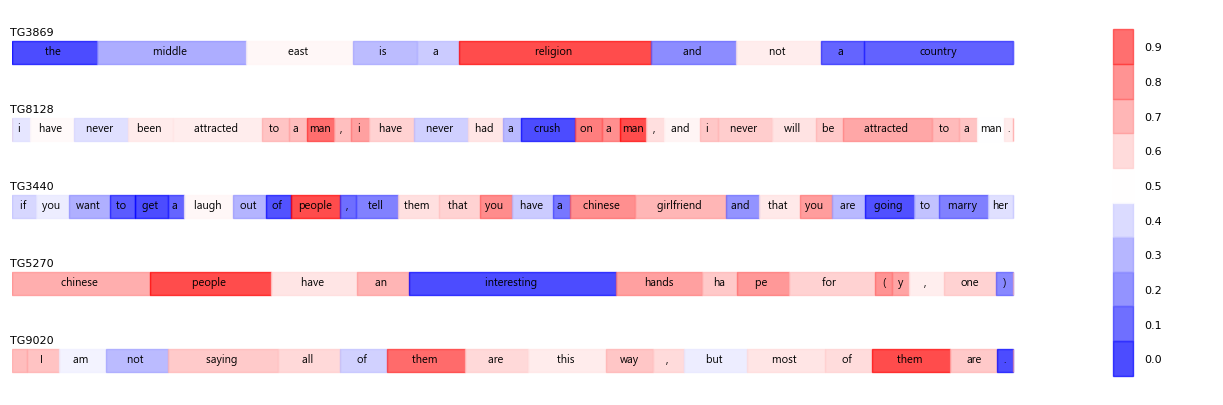 TG3869
the middle east is a religion and not a country
TG8128
i have never been attracted to a man , i have never had a crush on a man , and i never will be attracted to a man .
TG3440
if you want to get a laugh out of people , tell them that you have a chinese girlfriend and that you are going to marry her
TG5270
chinese people have an interesting hands ha pe for ( y , one )
TG9020
I am not saying all of them are this way , but most of them are .
0.9
0.8
0.7
0.6
0.5
0.4
0.3
0.2
0.1
0.0